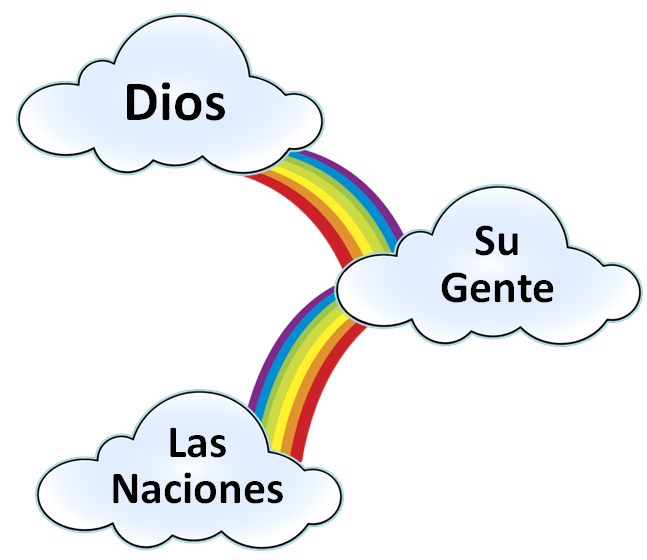 Dios
Su
Gente
Las
Naciones